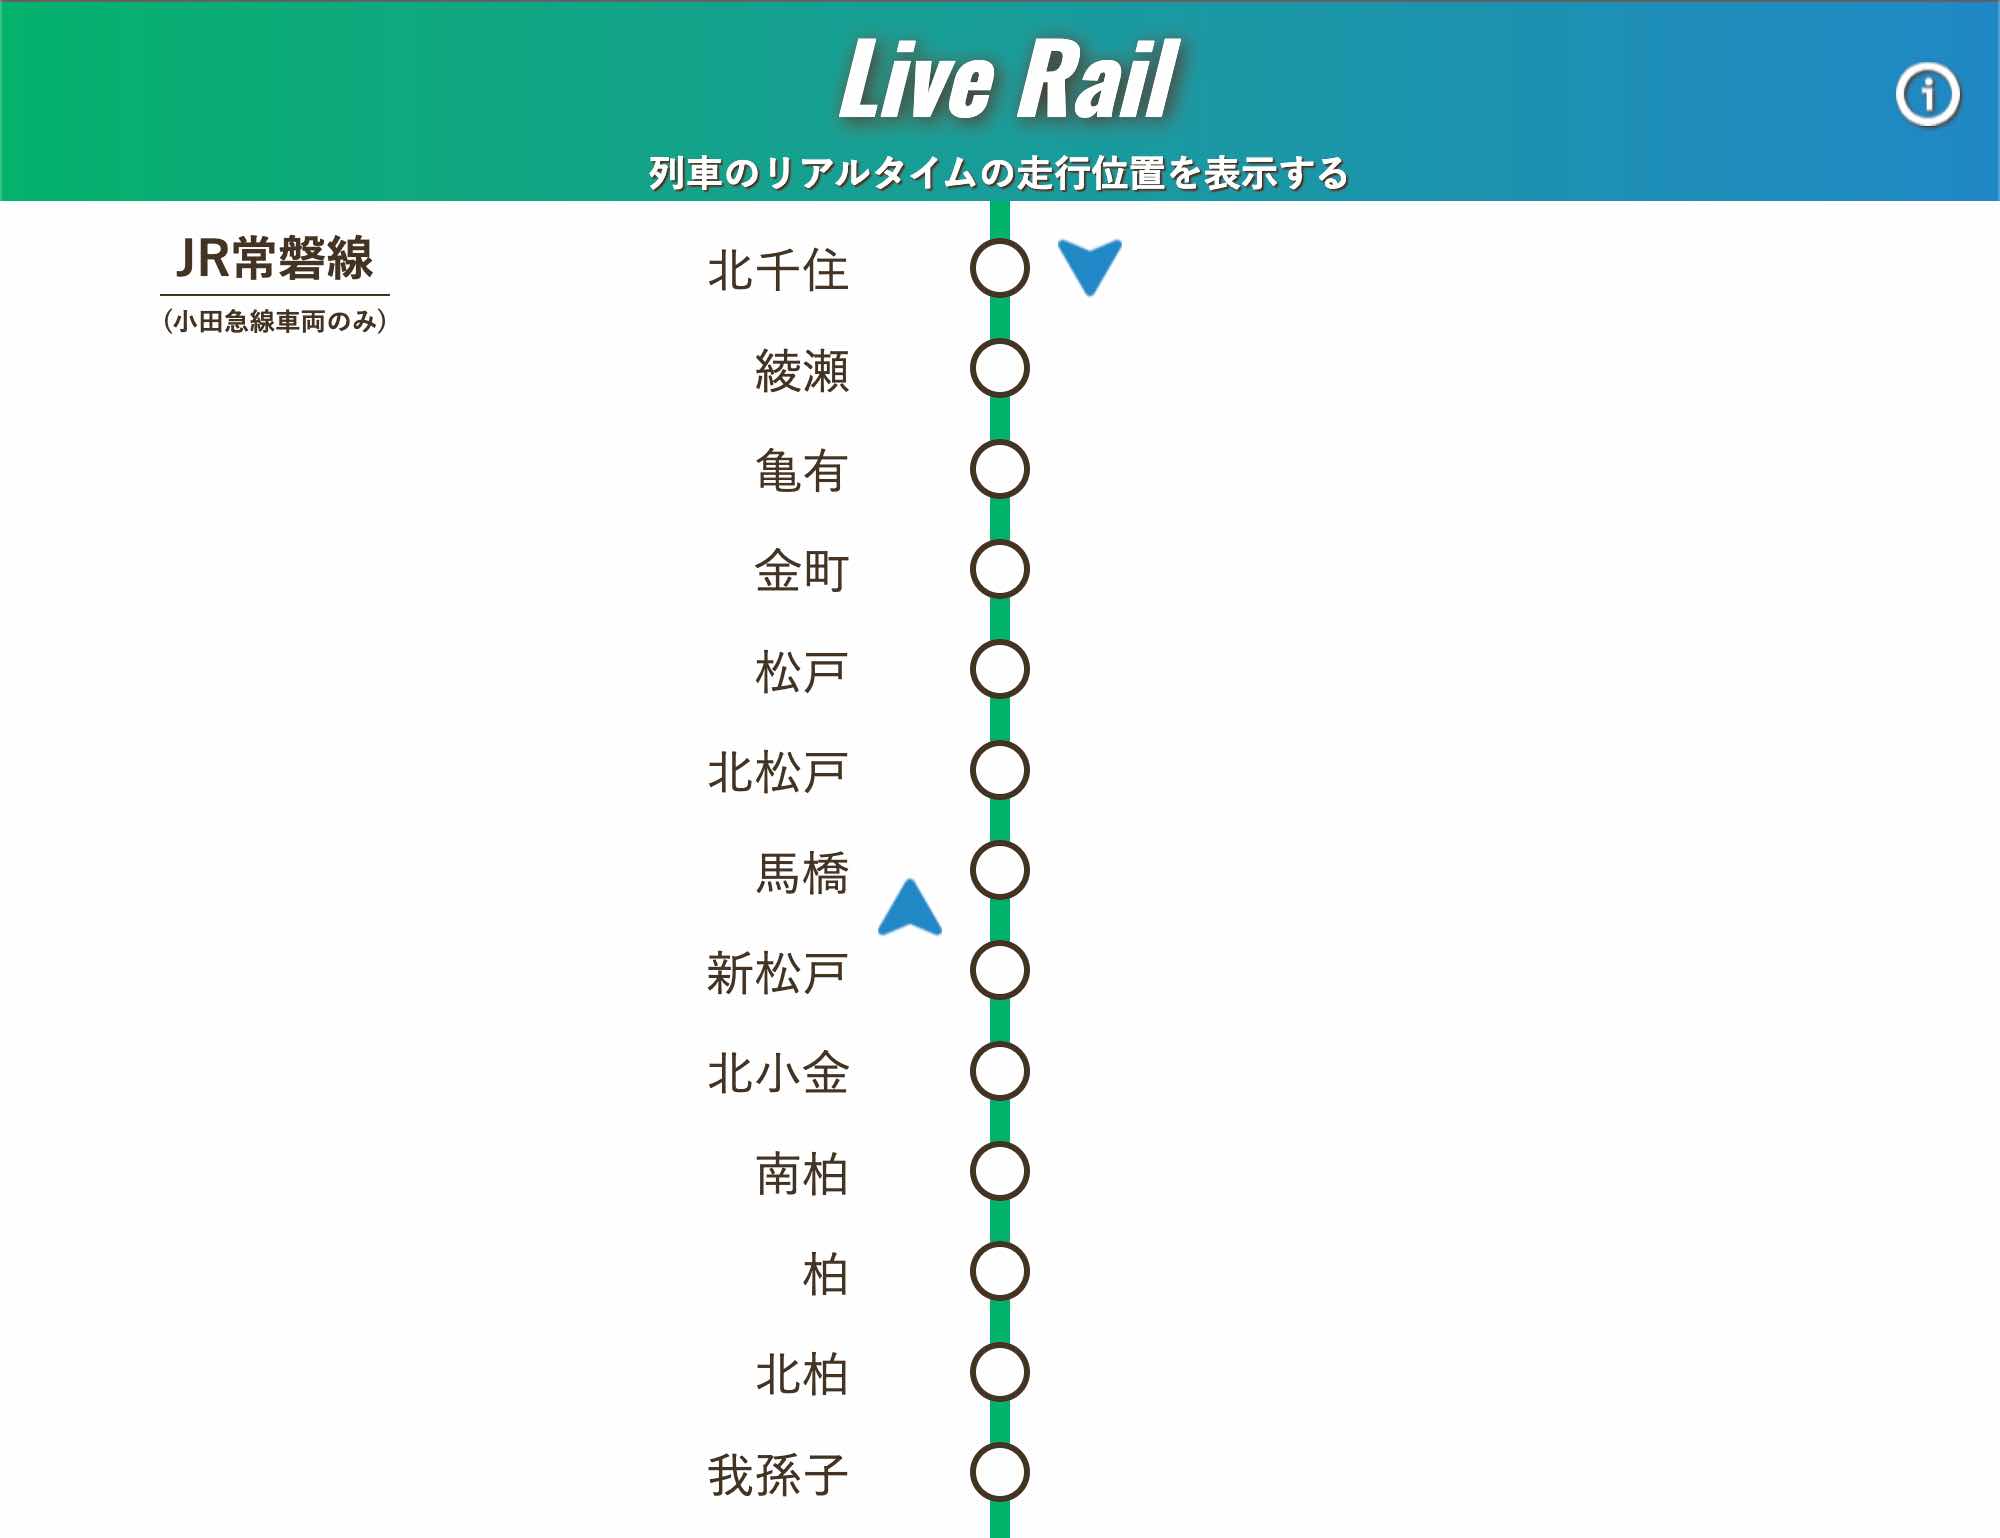 Live Rail
列車のリアルタイムの走行位置を表示する
JR常磐線
(小田急線車両のみ)
北千住
綾瀬
亀有
金町
松戸
北松戸
馬橋
新松戸
北小金
南柏
柏
北柏
我孫子